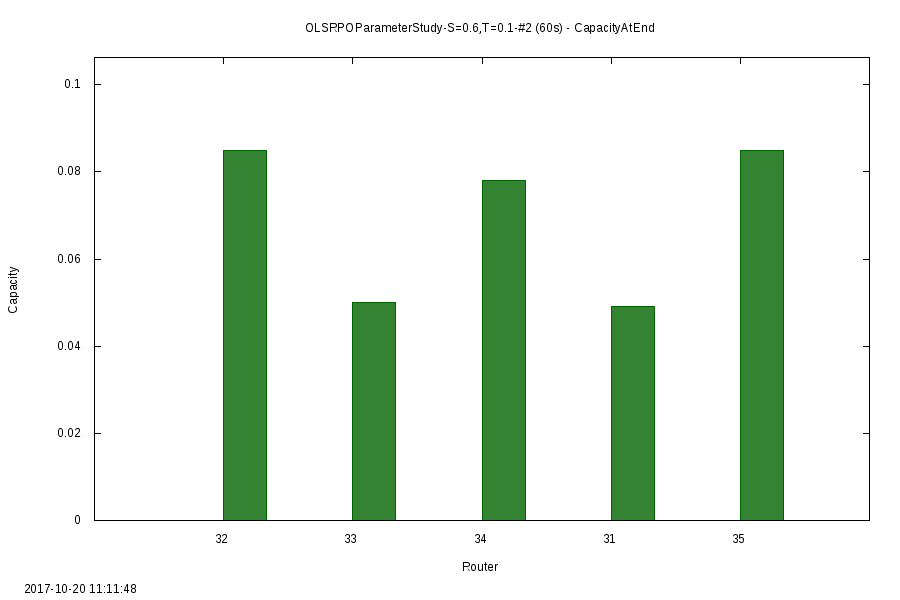 OLSRPOParameterStudy-S=0.6,T=0.1-#2 (60s) - CapacityAtEnd
0.1
0.08
0.06
0.04
0.02
0
Capacity
32 33 34 31 35
Router
2017-10-20 11:11:48